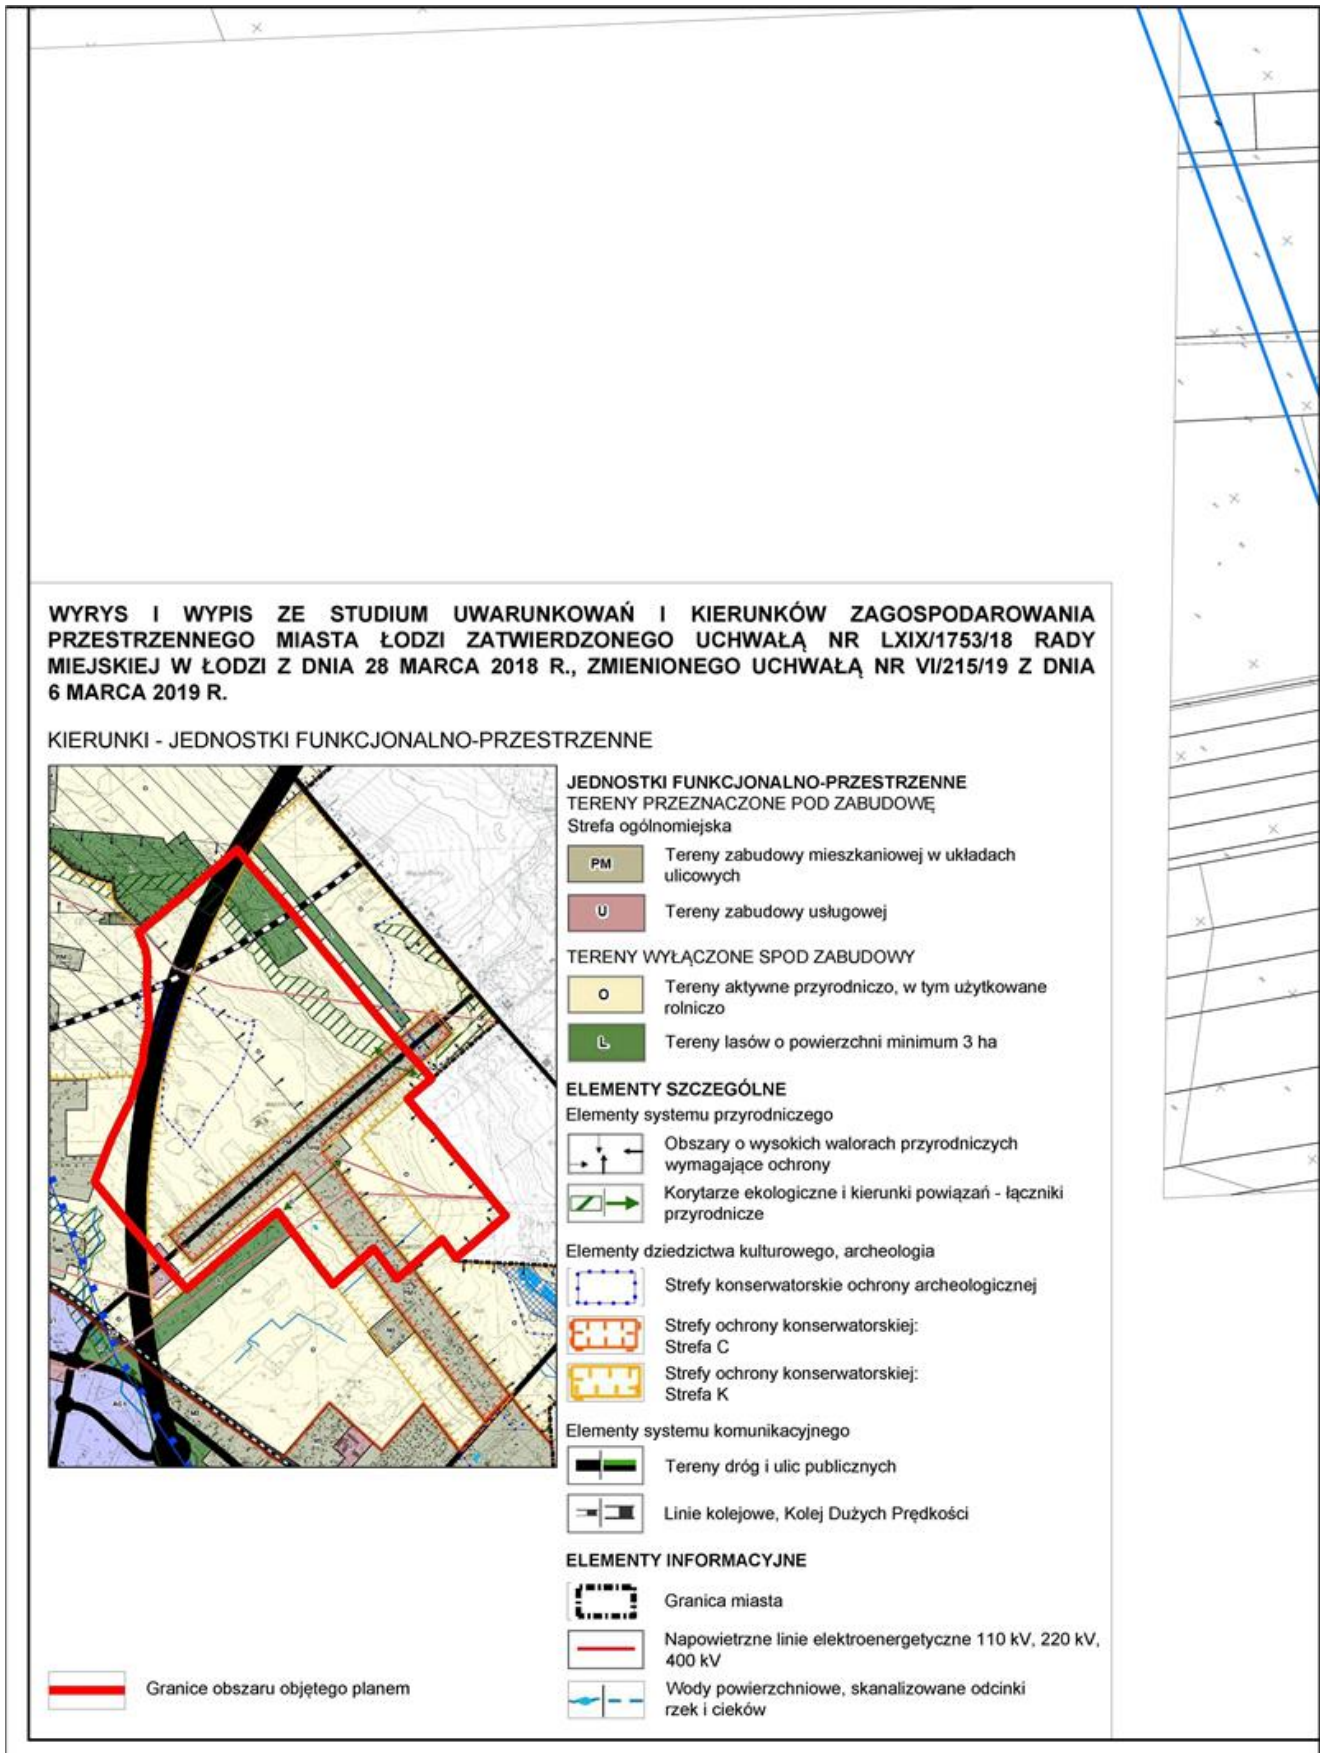 WYRYS I WYPIS ZE STUDIUM UWARUNKOWAŃ I KIERUNKÓW ZAGOSPODAROWANIA
PRZESTRZENNEGO MIASTA ŁODZI ZATWIERDZONEGO UCHWAŁĄ NR LXIX/1753/18 RADY
MIEJSKIEJ W ŁODZI Z DNIA 28 MARCA 2018 R., ZMIENIONEGO UCHWAŁĄ NR VI/215/19 Z DNIA
6 MARCA 2019 R.
KIERUNKI - JEDNOSTKI FUNKCJONALNO-PRZESTRZENNE
JEDNOSTKI FUNKCJONALNO-PRZESTRZENNE
TERENY PRZEZNACZONE POD ZABUDOWĘ
Strefa ogólnomiejska
PM
Tereny zabudowy mieszkaniowej w układach
ulicowych
U
Tereny zabudowy usługowej
TERENY WYŁĄCZONE SPOD ZABUDOWY
O
Tereny aktywne przyrodniczo, w tym użytkowane
rolniczo
L
Tereny lasów o powierzchni minimum 3 ha
ELEMENTY SZCZEGÓLNE
Elementy systemu przyrodniczego
Obszary o wysokich walorach przyrodniczych
wymagające ochrony
Korytarze ekologiczne i kierunki powiązań - łączniki
przyrodnicze
Elementy dziedzictwa kulturowego, archeologia
Strefy konserwatorskie ochrony archeologicznej
Strefy ochrony konserwatorskiej:
Strefa C
Strefy ochrony konserwatorskiej:
Strefa K
Elementy systemu komunikacyjnego
Tereny dróg i ulic publicznych
Linie kolejowe, Kolej Dużych Prędkości
ELEMENTY INFORMACYJNE
Granica miasta
Napowietrzne linie elektroenergetyczne 110 kV, 220 kV,
400 kV
Wody powierzchniowe, skanalizowane odcinki
rzek i cieków
Granice obszaru objętego planem